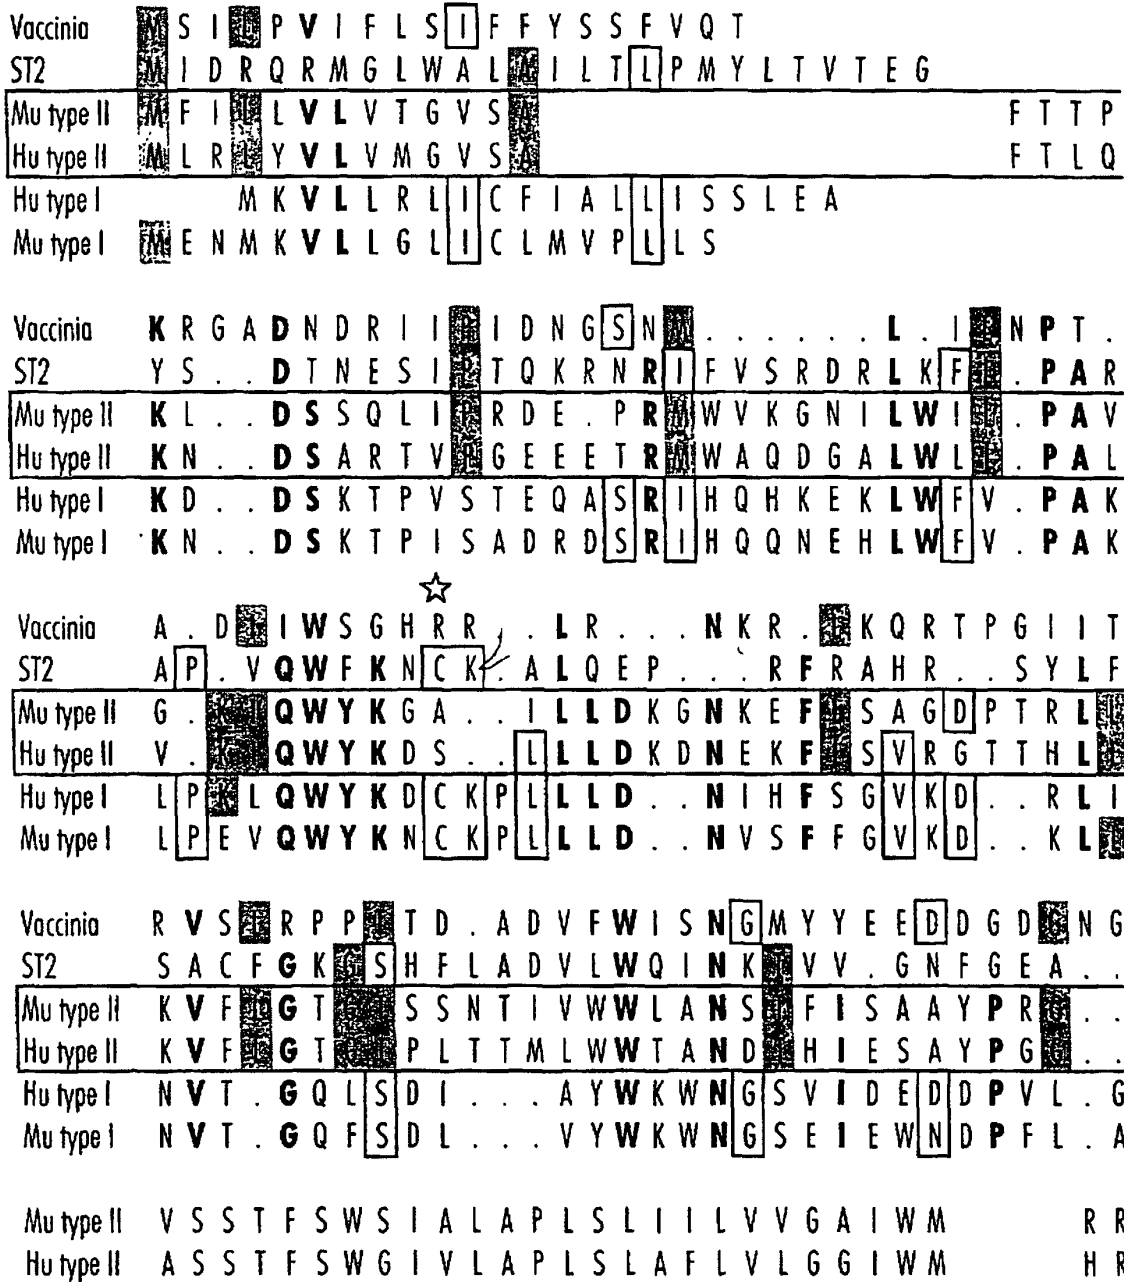 Vaccinia M S I L P V I F L S I F F Y S S F V Q T
ST2 M I D R Q R M G L W A L A I L T L P M Y L T V T E G
Mu type II M F I L L V L V T G V S A F T T P
Hu type II M L R L Y V L V M G V S A F T L Q
Hu type I M K V L L R L I C F I A L L I S S L E A
Mu type I M E N M K V L L G L I C L M V P L L S
Vaccinia K R G A D N D R I I P I D N G S N M . . . . . . L . I P N P T .
ST2 Y S . . D T N E S I P T Q K R N R I F V S R D R L K F . P A R
Mu type II K L . . D S S Q L I P R D E . P R M W V K G N I L W I P . P A V
Hu type II K N . . D S A R T V P G E E E T R M W A Q D G A L W L P . P A L
Hu type I K D . . D S K T P V S T E Q A S R I H Q H K E K L W F V . P A K
Mu type I K N . . D S K T P I S A D R D S R I H Q Q N E H L W F V . P A K
☆
Vaccinia A . D I W S G H R R . . L R . . . N K R . K Q R T P G I I T
ST2 A P . V Q W F K N C K . A L Q E P . . . R F R A H R . . S Y L F
Mu type II G . K Q W Y K G A . . I L L D K G N K E F S A G D P T R L
Hu type II V . K Q W Y K D S . . L L L D K D N E K F S V R G T T H L
Hu type I L P K L Q W Y K D C K P L L L D . . N I H F S G V K D . . R L I
Mu type I L P E V Q W Y K N C K P L L L D . . N V S F F G V K D . . K L
Vaccinia R V S R P P T D . A D V F W I S N G M Y Y E E D D G D G N G
ST2 S A C F G K G S H F L A D V L W Q I N K V V . G N F G E A . .
Mu type II K V F G T S S N T I V W W L A N S F I S A A Y P R G . .
Hu type II K V F G T P L T T M L W W T A N D H I E S A Y P G G . .
Hu type I N V T . G Q L S D I . . . A Y W K W N G S V I D E D D P V L . G
Mu type I N V T . G Q F S D L . . . V Y W K W N G S E I E W N D P F L . A
Mu type II V S S T F S W S I A L A P L S L I I L V V G A I W M R R
Hu type II A S S T F S W G I V L A P L S L A F L V L G G I W M H R